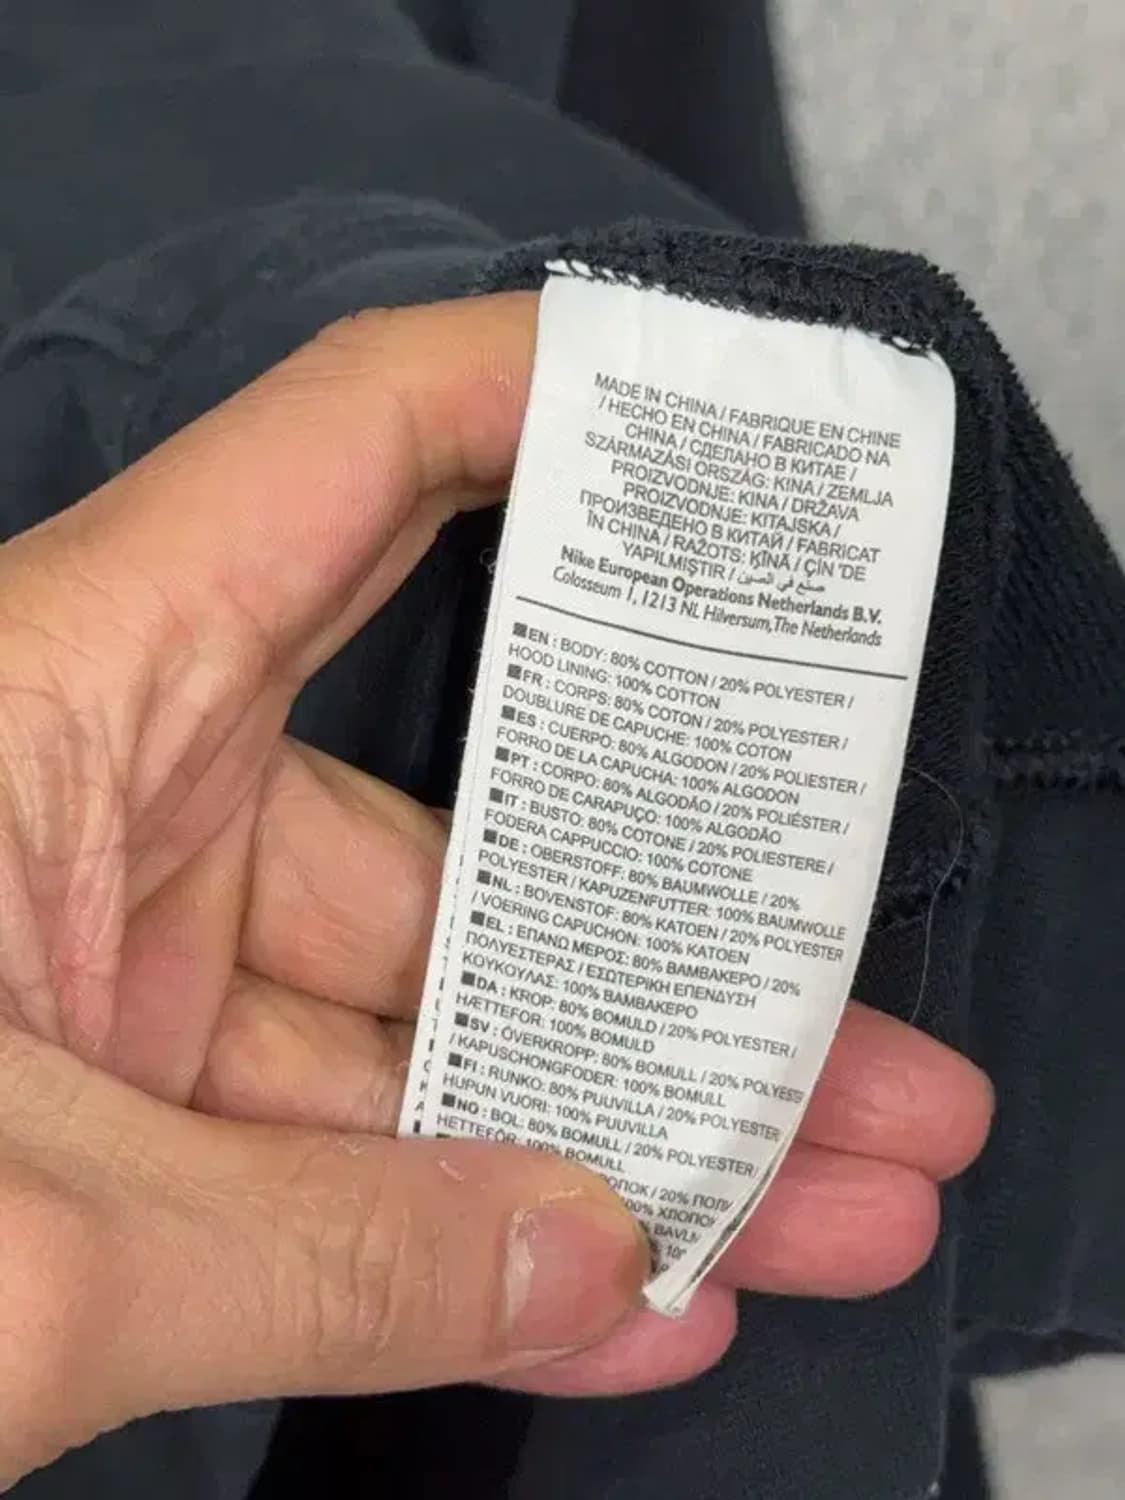 MADE IN CHINA / FABRIQUE EN CHINE
/ HECHO EN CHINA / FABRICADO NA
CHINA / СДЕЛАНО В КИТАЕ /
SZÁRMAZÁSI ORSZÁG: KINA / ZEMLJA
PROIZVODNJE: KINA / DRŽAVA
PROIZVODNJE: KITAJSKA /
ПРОИЗВЕДЕНО В КИТАЙ / FABRICAT
ÎN CHINA / RAŽOTS: ĶĪNĀ / ÇİN 'DE
YAPILMIŞTIR / صنع في الصين
Nike European Operations Netherlands B.V.
Colosseum 1, 1213 NL Hilversum, The Netherlands
EN : BODY: 80% COTTON / 20% POLYESTER /
HOOD LINING: 100% COTTON
FR : CORPS: 80% COTON / 20% POLYESTER /
DOUBLURE DE CAPUCHE: 100% COTON
ES : CUERPO: 80% ALGODON / 20% POLIESTER /
FORRO DE LA CAPUCHA: 100% ALGODON
PT : CORPO: 80% ALGODÃO / 20% POLIÉSTER /
FORRO DE CARAPUÇO: 100% ALGODÃO
IT : BUSTO: 80% COTONE / 20% POLIESTERE /
FODERA CAPPUCCIO: 100% COTONE
DE : OBERSTOFF: 80% BAUMWOLLE / 20%
POLYESTER / KAPUZENFUTTER: 100% BAUMWOLLE
NL : BOVENSTOF: 80% KATOEN / 20% POLYESTER
/ VOERING CAPUCHON: 100% KATOEN
EL : ΕΠΑΝΩ ΜΕΡΟΣ: 80% ΒΑΜΒΑΚΕΡΟ / 20%
ΠΟΛΥΕΣΤΕΡΑΣ / ΕΣΩΤΕΡΙΚΗ ΕΠΕΝΔΥΣΗ
ΚΟΥΚΟΥΛΑΣ: 100% ΒΑΜΒΑΚΕΡΟ
DA : KROP: 80% BOMULD / 20% POLYESTER /
HÆTTEFOR: 100% BOMULD
SV : ÖVERKROPP: 80% BOMULL / 20% POLYESTER
/ KAPUSCHONGFODER: 100% BOMULL
FI : RUNKO: 80% PUUVILLA / 20% POLYESTER
HUPUN VUORI: 100% PUUVILLA
NO : BOL: 80% BOMULL / 20% POLYESTER /
HETTEFÓR: 100% BOMULL
/ 20%